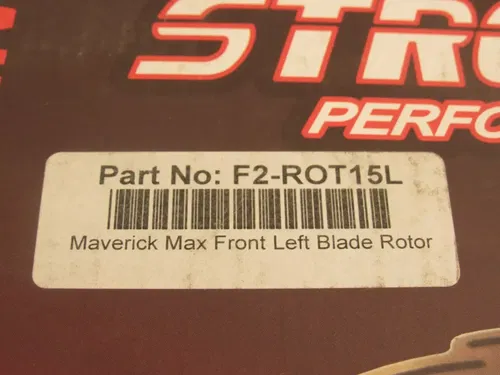 Part No: F2-ROT15L
Maverick Max Front Left Blade Rotor